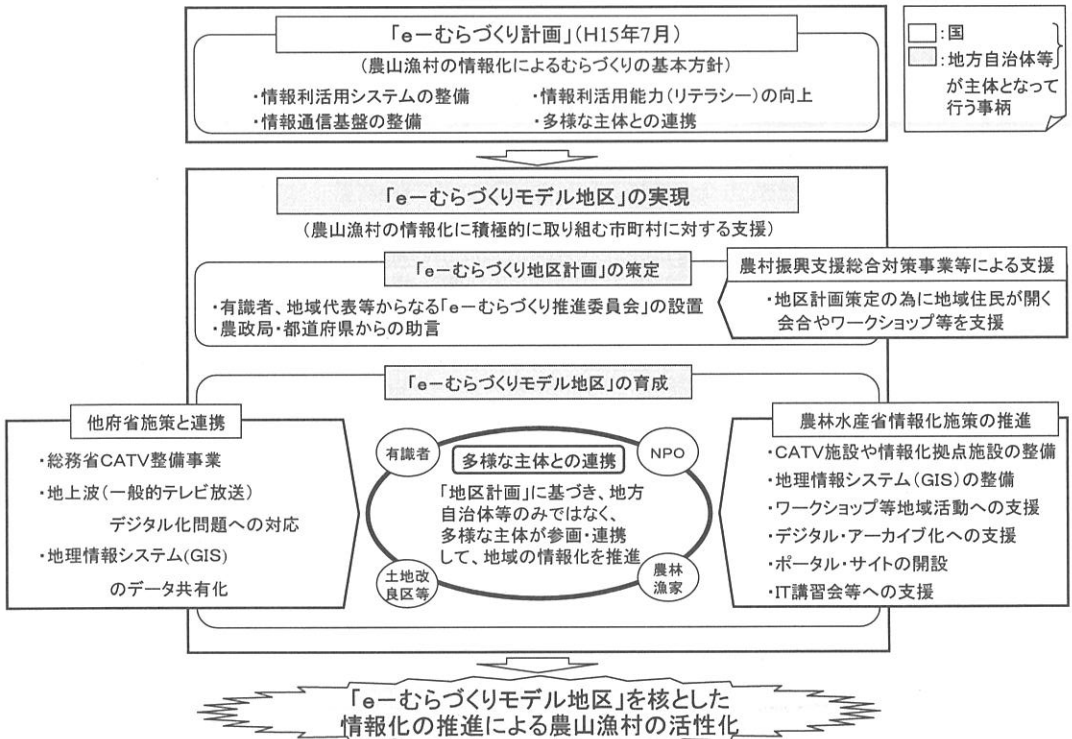 「eーむらづくり計画」(H15年7月)
(農山漁村の情報化によるむらづくりの基本方針)
・情報利活用システムの整備　・情報利活用能力(リテラシー)の向上
・情報通信基盤の整備　・多様な主体との連携
:国
:地方自治体等
が主体となって
行う事柄
「eーむらづくりモデル地区」の実現
(農山漁村の情報化に積極的に取り組む市町村に対する支援)
「eーむらづくり地区計画」の策定
・有識者、地域代表等からなる「eーむらづくり推進委員会」の設置
・農政局・都道府県からの助言
農村振興支援総合対策事業等による支援
・地区計画策定の為に地域住民が開く
会合やワークショップ等を支援
「eーむらづくりモデル地区」の育成
他府省施策と連携
・総務省CATV整備事業
・地上波(一般的テレビ放送)
デジタル化問題への対応
・地理情報システム(GIS)
のデータ共有化
有識者
NPO
多様な主体との連携
「地区計画」に基づき、地方
自治体等のみではなく、
多様な主体が参画・連携
して、地域の情報化を推進
土地改
良区等
農林
漁家
農林水産省情報化施策の推進
・CATV施設や情報化拠点施設の整備
・地理情報システム(GIS)の整備
・ワークショップ等地域活動への支援
・デジタル・アーカイブ化への支援
・ポータル・サイトの開設
・IT講習会等への支援
「eーむらづくりモデル地区」を核とした
情報化の推進による農山漁村の活性化